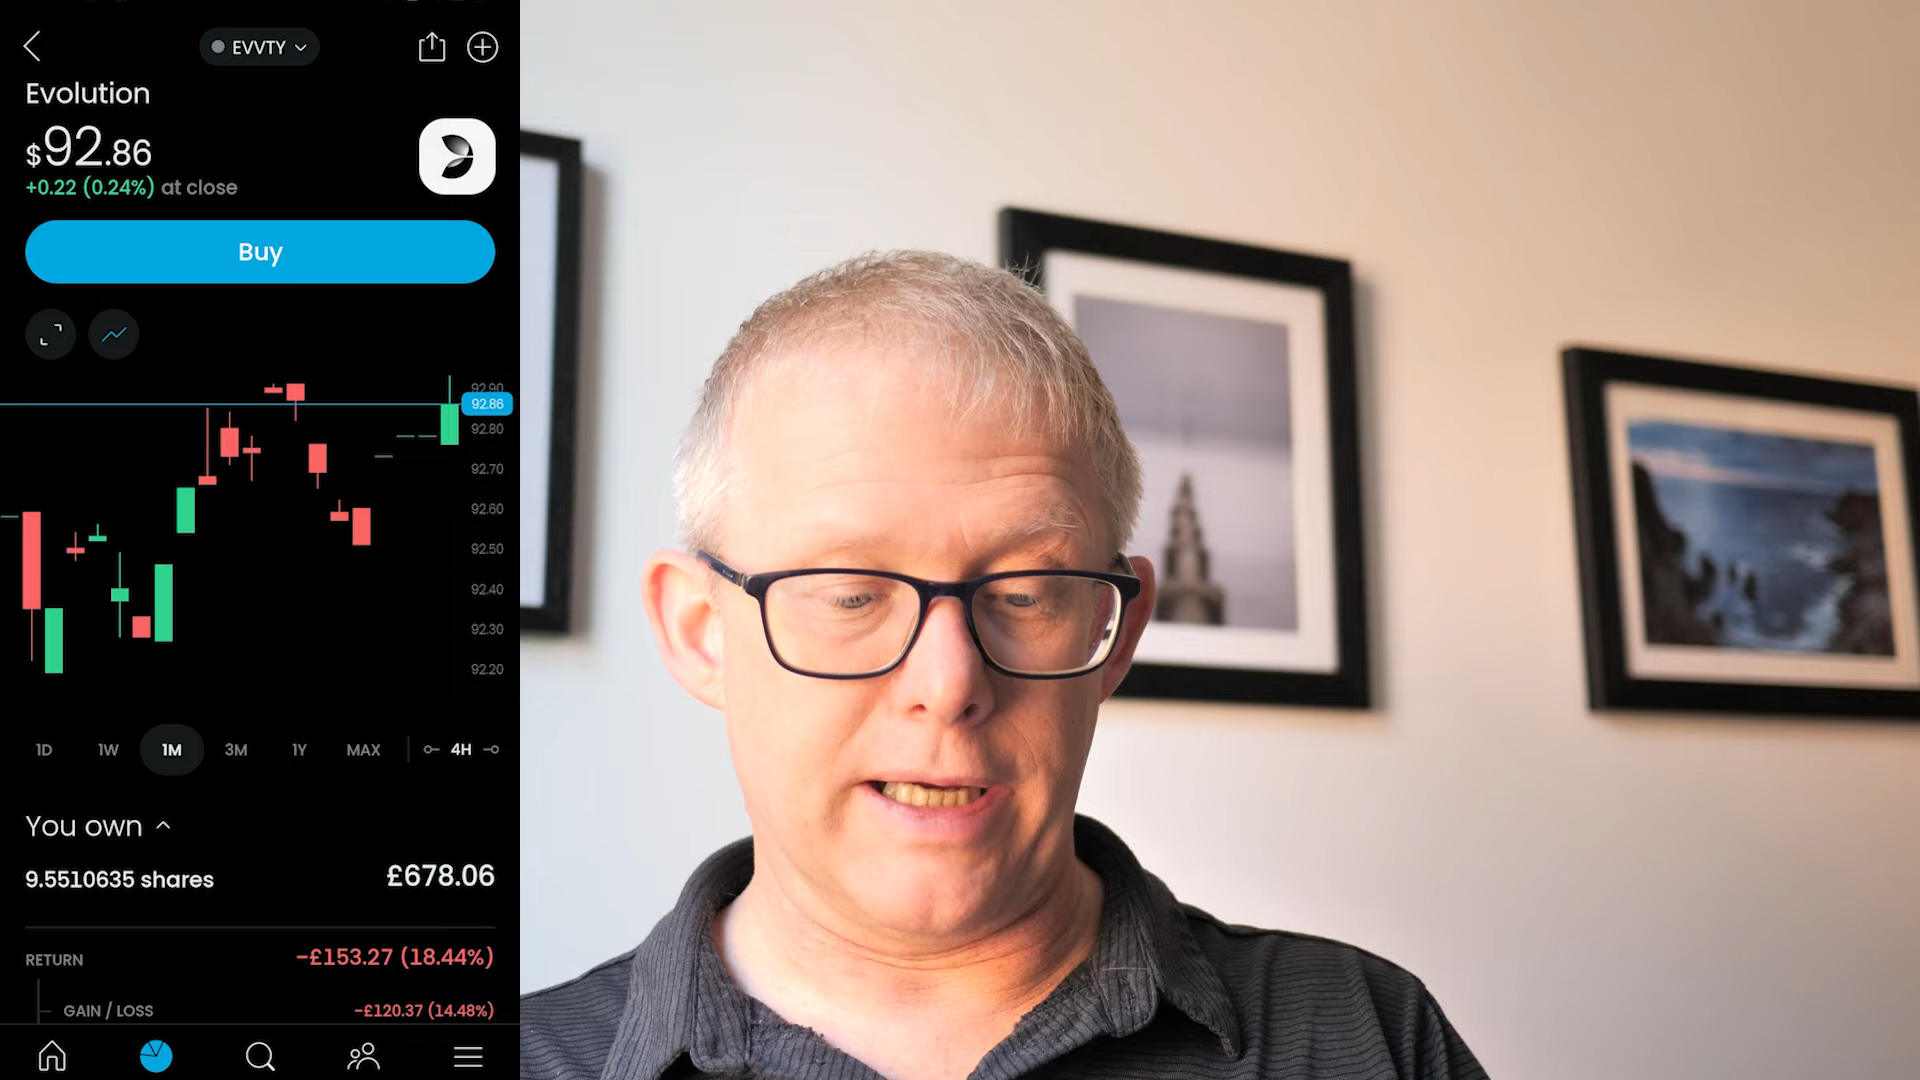 EVVTY
Evolution
$92.86
+0.22 (0.24%) at close
Buy
92.90
92.86
92.80
92.70
92.60
92.50
92.40
92.30
92.20
1D 1W 1M 3M 1Y MAX 4H
You own
9.5510635 shares £678.06
RETURN -£153.27 (18.44%)
GAIN / LOSS -£120.37 (14.48%)